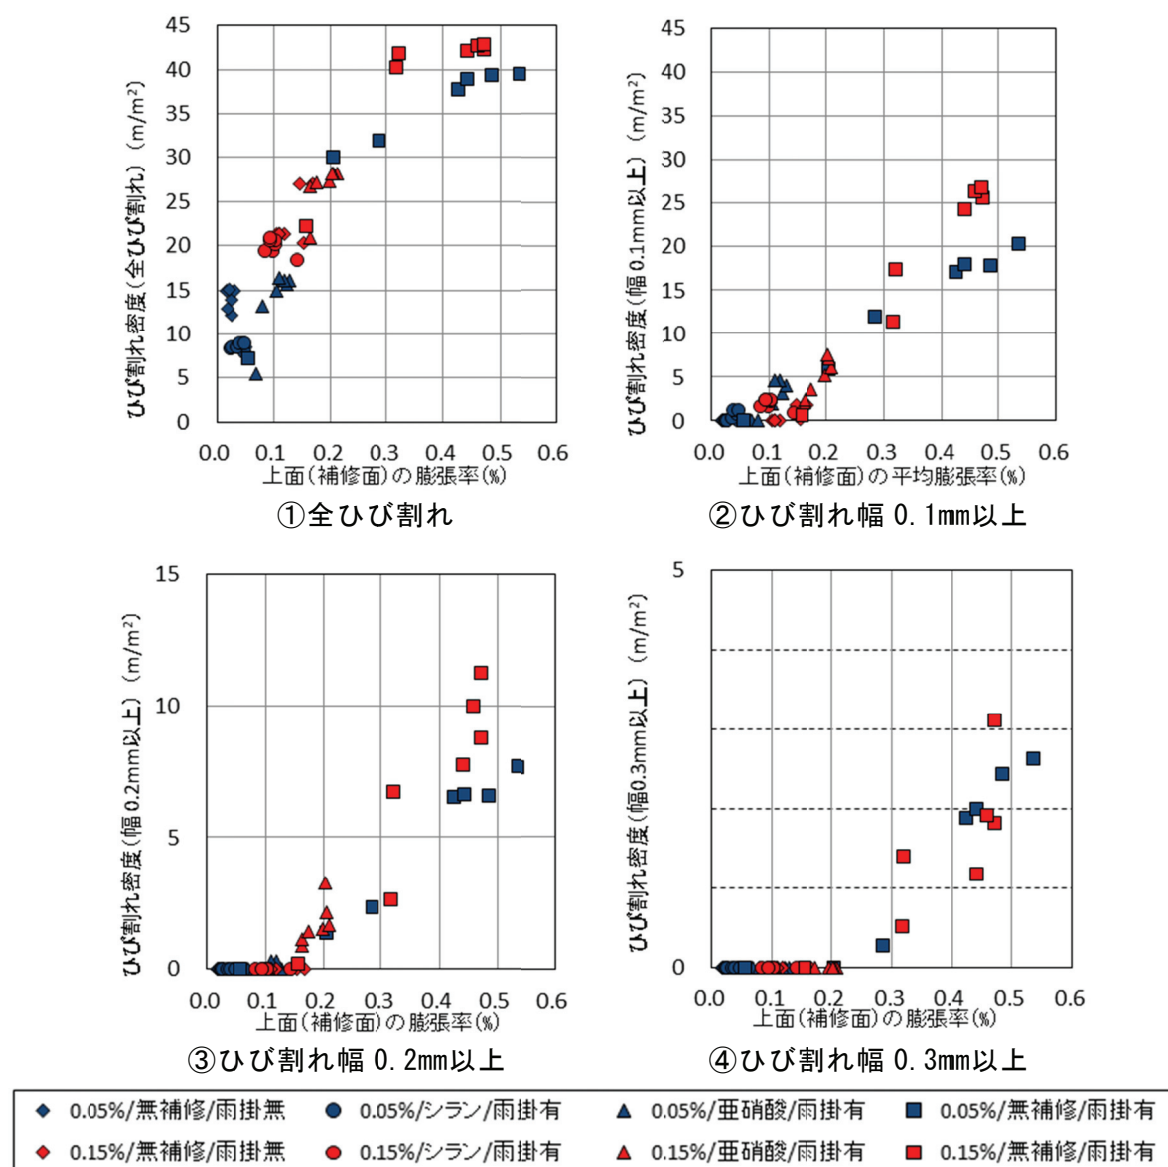 45
40
35
30
25
20
15
10
5
0
ひび割れ密度(全ひび割れ) (m/m²)
0.0 0.1 0.2 0.3 0.4 0.5 0.6
上面(補修面)の膨張率(%)
①全ひび割れ
45
40
35
30
25
20
15
10
5
0
ひび割れ密度(幅0.1mm以上) (m/m²)
0.0 0.1 0.2 0.3 0.4 0.5 0.6
上面(補修面)の平均膨張率(%)
②ひび割れ幅 0.1mm以上
15
10
5
0
ひび割れ密度(幅0.2mm以上) (m/m²)
0.0 0.1 0.2 0.3 0.4 0.5 0.6
上面(補修面)の膨張率(%)
③ひび割れ幅 0.2mm以上
5
0
ひび割れ密度(幅0.3mm以上) (m/m²)
0.0 0.1 0.2 0.3 0.4 0.5 0.6
上面(補修面)の膨張率(%)
④ひび割れ幅 0.3mm以上
0.05%/無補修/雨掛無 0.05%/シラン/雨掛有 0.05%/亜硝酸/雨掛有 0.05%/無補修/雨掛有
0.15%/無補修/雨掛無 0.15%/シラン/雨掛有 0.15%/亜硝酸/雨掛有 0.15%/無補修/雨掛有